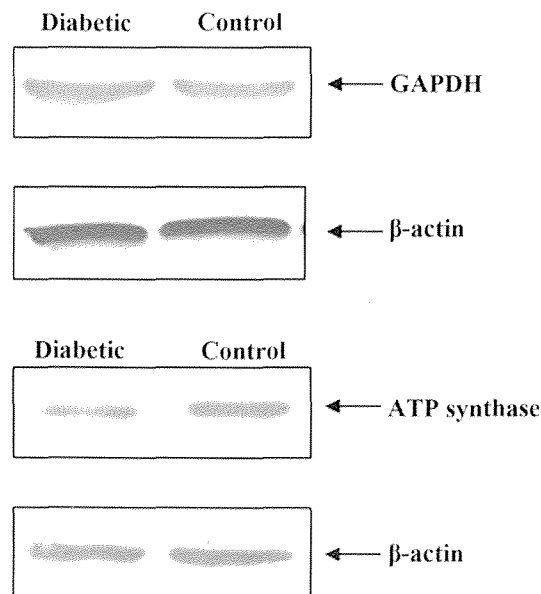 Diabetic Control
GAPDH
β-actin
Diabetic Control
ATP synthase
β-actin